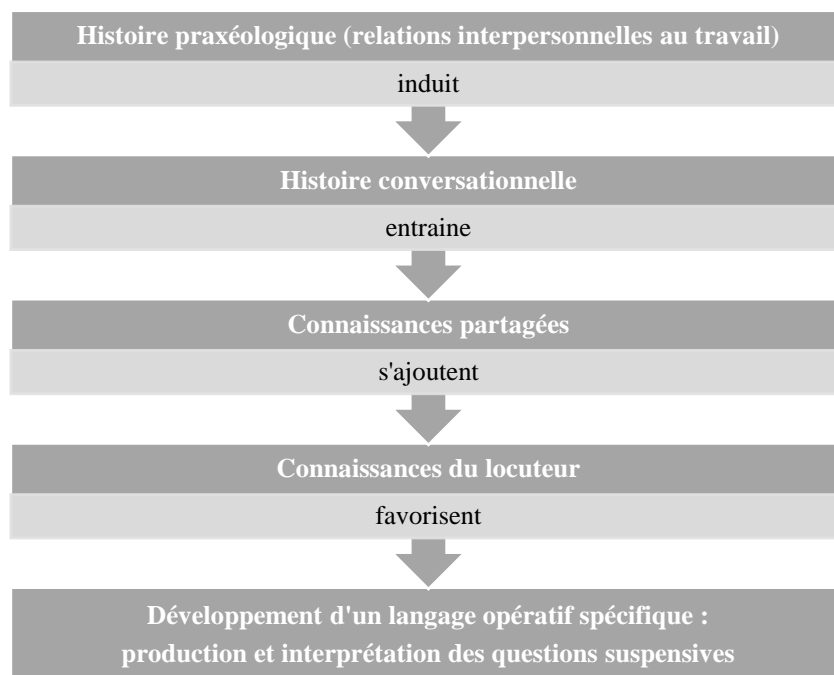 Histoire praxéologique (relations interpersonnelles au travail)
induit
Histoire conversationnelle
entraine
Connaissances partagées
s'ajoutent
Connaissances du locuteur
favorisent
Développement d'un langage opératif spécifique :
production et interprétation des questions suspensives